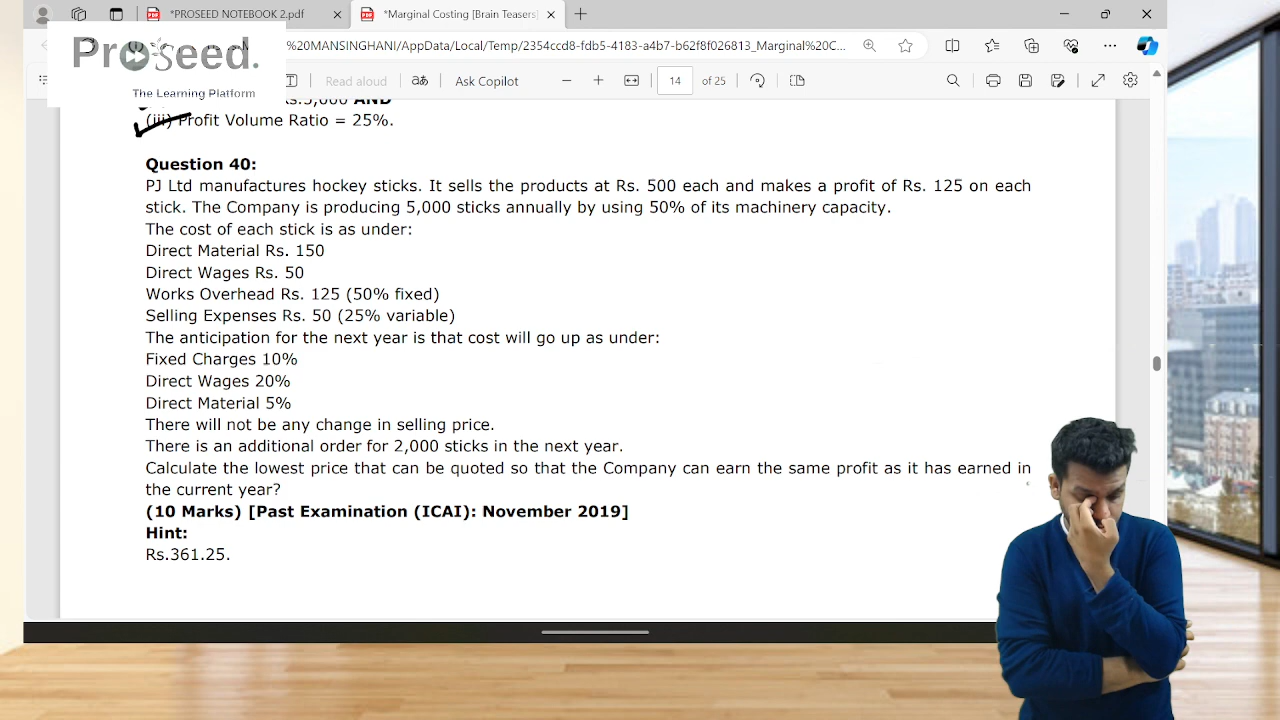 *PROSEED NOTEBOOK 2.pdf
*Marginal Costing [Brain Teasers]
Proseed.
The Learning Platform
%20MANSINGHANI/AppData/Local/Temp/2354ccd8-fdb5-4183-a4b7-b62f8f026813_Marginal%20C...
Read aloud
aあ
Ask Copilot
14
of 25
Rs.5,000 AND
(iii) Profit Volume Ratio = 25%.
Question 40:
PJ Ltd manufactures hockey sticks. It sells the products at Rs. 500 each and makes a profit of Rs. 125 on each
stick. The Company is producing 5,000 sticks annually by using 50% of its machinery capacity.
The cost of each stick is as under:
Direct Material Rs. 150
Direct Wages Rs. 50
Works Overhead Rs. 125 (50% fixed)
Selling Expenses Rs. 50 (25% variable)
The anticipation for the next year is that cost will go up as under:
Fixed Charges 10%
Direct Wages 20%
Direct Material 5%
There will not be any change in selling price.
There is an additional order for 2,000 sticks in the next year.
Calculate the lowest price that can be quoted so that the Company can earn the same profit as it has earned in
the current year?
(10 Marks) [Past Examination (ICAI): November 2019]
Hint:
Rs.361.25.